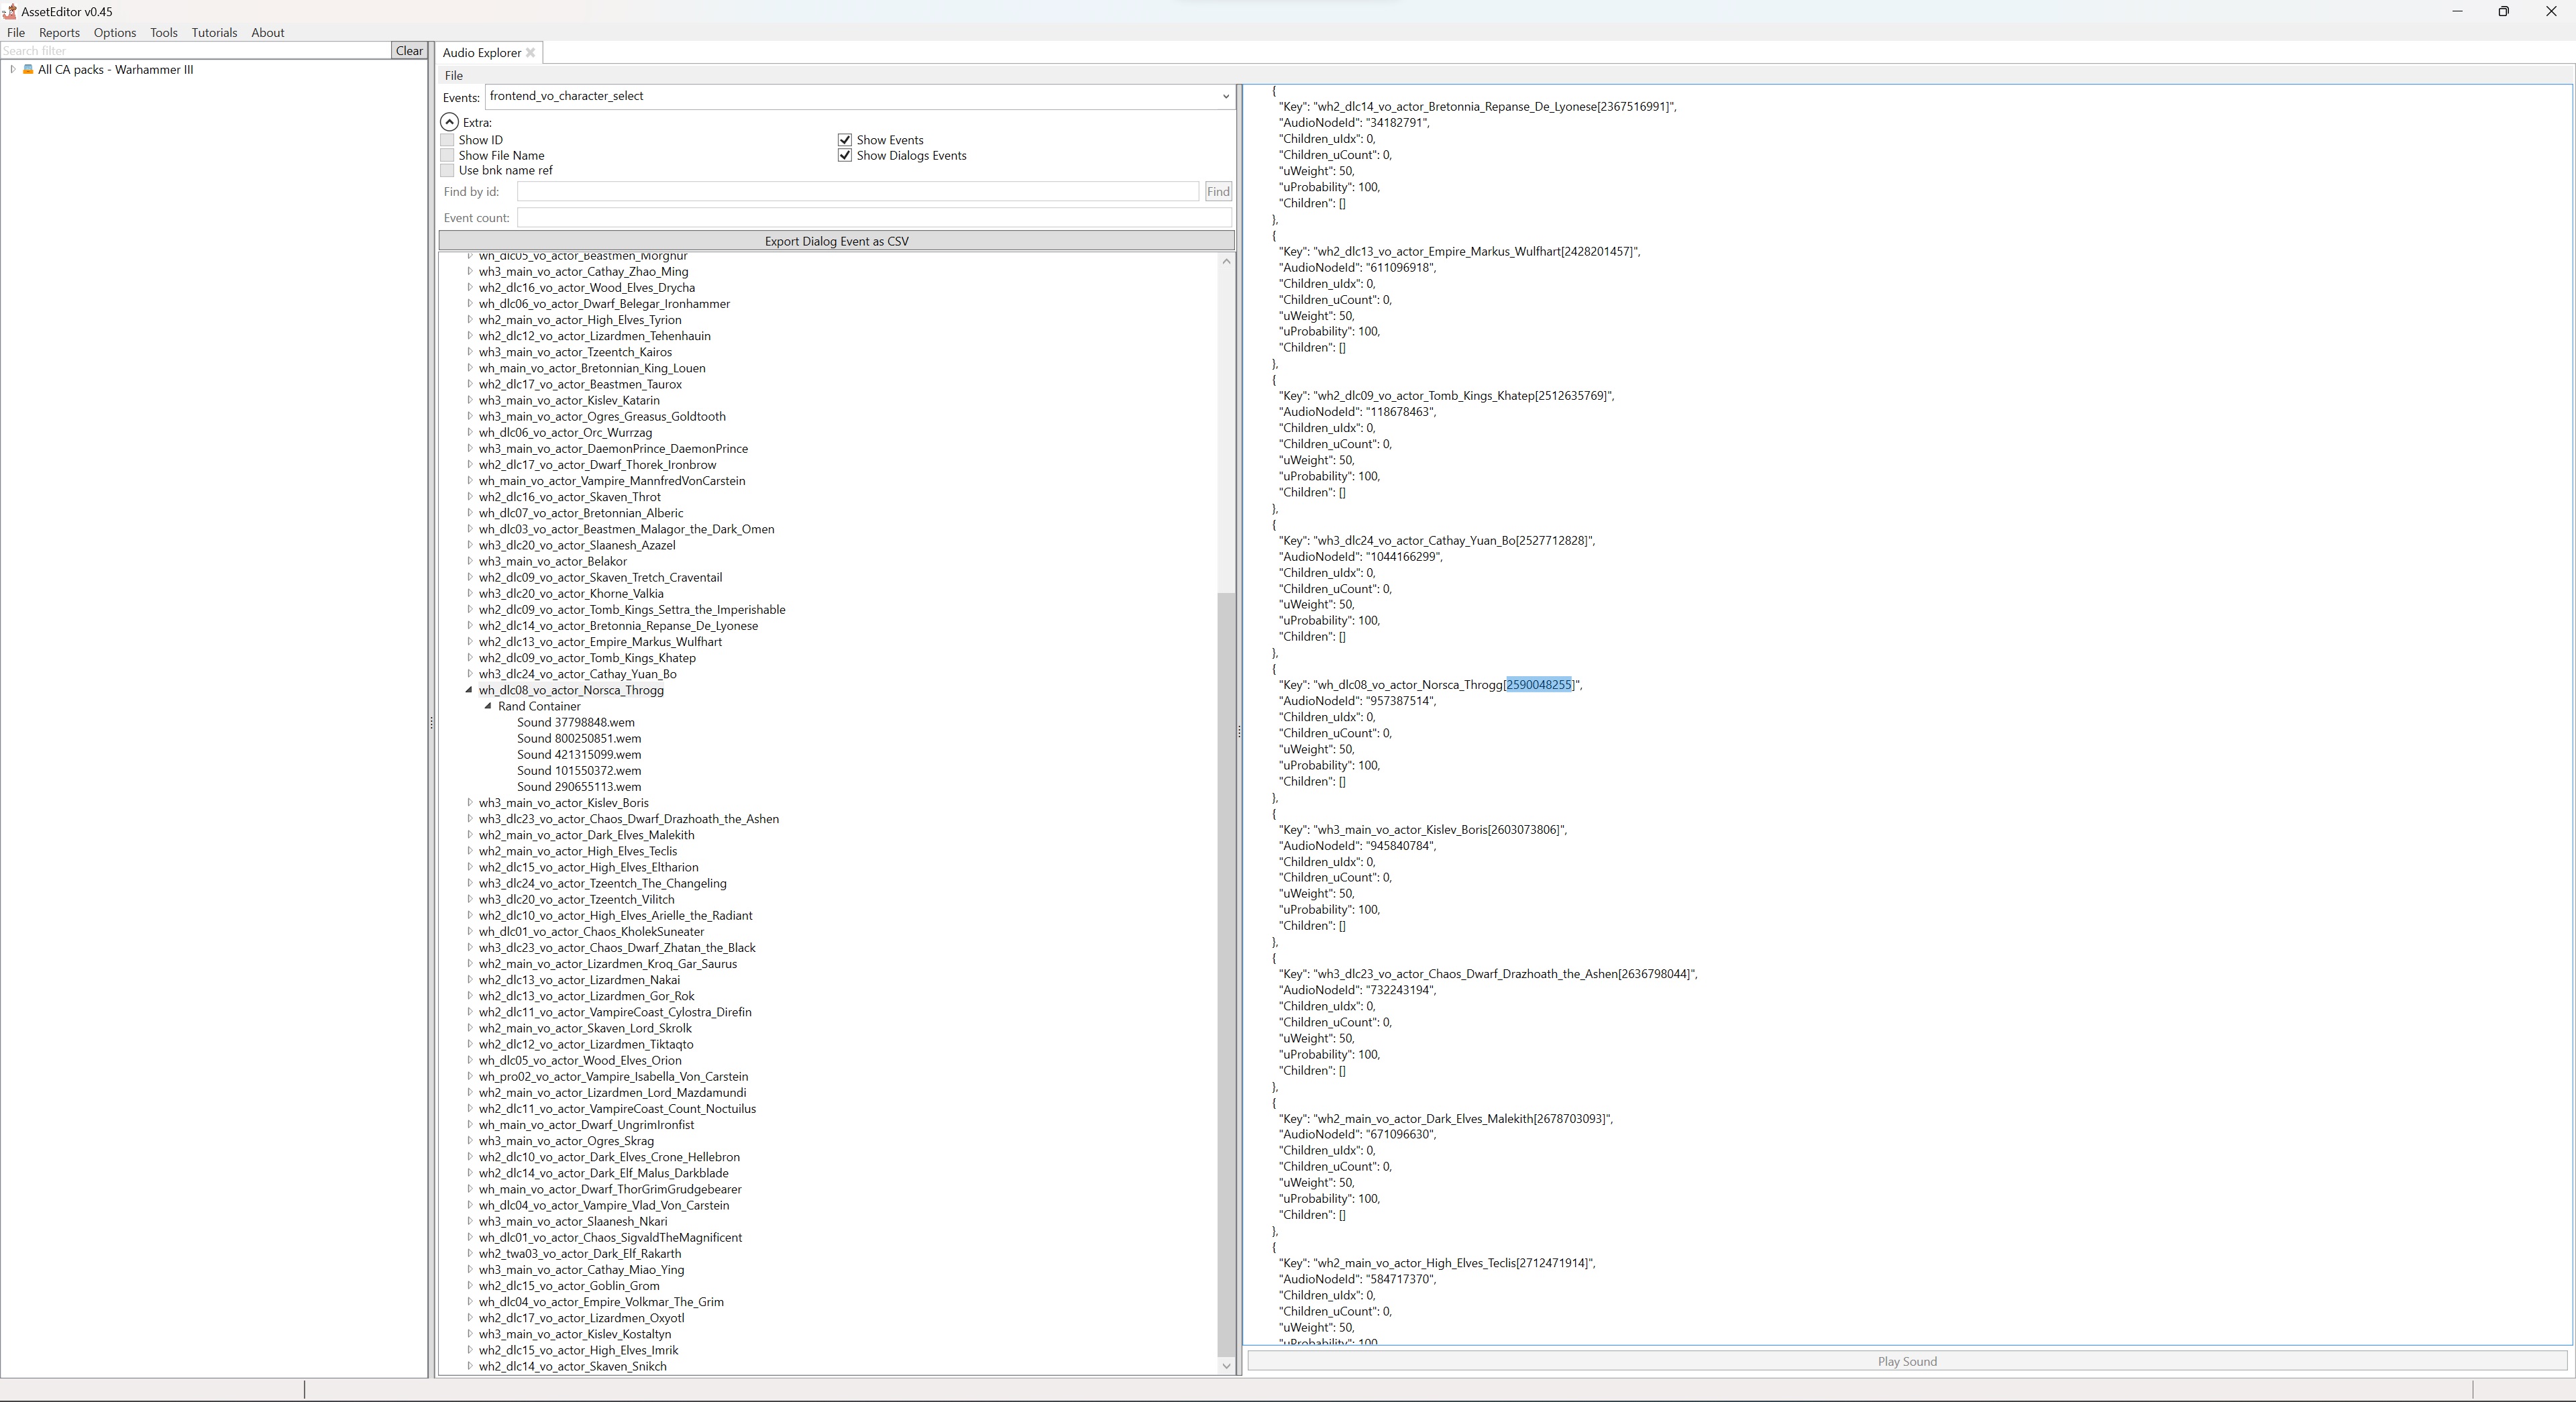 AssetEditor v0.45
File Reports Options Tools Tutorials About
Search filter
Clear
All CA packs - Warhammer III
Audio Explorer
File
Events: frontend_vo_character_select
Extra:
Show ID
Show Events
Show File Name
Show Dialogs Events
Use bnk name ref
Find by id:
Find
Event count:
Export Dialog Event as CSV
wh_dlc05_vo_actor_Beastmen_Morghur
wh3_main_vo_actor_Cathay_Zhao_Ming
wh2_dlc16_vo_actor_Wood_Elves_Drycha
wh_dlc06_vo_actor_Dwarf_Belegar_Ironhammer
wh2_main_vo_actor_High_Elves_Tyrion
wh2_dlc12_vo_actor_Lizardmen_Tehenhauin
wh3_main_vo_actor_Tzeentch_Kairos
wh_main_vo_actor_Bretonnian_King_Louen
wh2_dlc17_vo_actor_Beastmen_Taurox
wh3_main_vo_actor_Kislev_Katarin
wh3_main_vo_actor_Ogres_Greasus_Goldtooth
wh_dlc06_vo_actor_Orc_Wurrzag
wh3_main_vo_actor_DaemonPrince_DaemonPrince
wh2_dlc17_vo_actor_Dwarf_Thorek_Ironbrow
wh_main_vo_actor_Vampire_MannfredVonCarstein
wh2_dlc16_vo_actor_Skaven_Throt
wh_dlc07_vo_actor_Bretonnian_Alberic
wh_dlc03_vo_actor_Beastmen_Malagor_the_Dark_Omen
wh3_dlc20_vo_actor_Slaanesh_Azazel
wh3_main_vo_actor_Belakor
wh2_dlc09_vo_actor_Skaven_Tretch_Craventail
wh3_dlc20_vo_actor_Khorne_Valkia
wh2_dlc09_vo_actor_Tomb_Kings_Settra_the_Imperishable
wh2_dlc14_vo_actor_Bretonnia_Repanse_De_Lyonese
wh2_dlc13_vo_actor_Empire_Markus_Wulfhart
wh2_dlc09_vo_actor_Tomb_Kings_Khatep
wh3_dlc24_vo_actor_Cathay_Yuan_Bo
wh_dlc08_vo_actor_Norsca_Throgg
Rand Container
Sound 37798848.wem
Sound 800250851.wem
Sound 421315099.wem
Sound 101550372.wem
Sound 290655113.wem
wh3_main_vo_actor_Kislev_Boris
wh3_dlc23_vo_actor_Chaos_Dwarf_Drazhoath_the_Ashen
wh2_main_vo_actor_Dark_Elves_Malekith
wh2_main_vo_actor_High_Elves_Teclis
wh2_dlc15_vo_actor_High_Elves_Eltharion
wh3_dlc24_vo_actor_Tzeentch_The_Changeling
wh3_dlc20_vo_actor_Tzeentch_Vilitch
wh2_dlc10_vo_actor_High_Elves_Arielle_the_Radiant
wh_dlc01_vo_actor_Chaos_KholekSuneater
wh3_dlc23_vo_actor_Chaos_Dwarf_Zhatan_the_Black
wh2_main_vo_actor_Lizardmen_Kroq_Gar_Saurus
wh2_dlc13_vo_actor_Lizardmen_Nakai
wh2_dlc13_vo_actor_Lizardmen_Gor_Rok
wh2_dlc11_vo_actor_VampireCoast_Cylostra_Direfin
wh2_main_vo_actor_Skaven_Lord_Skrolk
wh2_dlc12_vo_actor_Lizardmen_Tiktaqto
wh_dlc05_vo_actor_Wood_Elves_Orion
wh_pro02_vo_actor_Vampire_Isabella_Von_Carstein
wh2_main_vo_actor_Lizardmen_Lord_Mazdamundi
wh2_dlc11_vo_actor_VampireCoast_Count_Noctuilus
wh_main_vo_actor_Dwarf_UngrimIronfist
wh3_main_vo_actor_Ogres_Skrag
wh2_dlc10_vo_actor_Dark_Elves_Crone_Hellebron
wh2_dlc14_vo_actor_Dark_Elf_Malus_Darkblade
wh_main_vo_actor_Dwarf_ThorGrimGrudgebearer
wh_dlc04_vo_actor_Vampire_Vlad_Von_Carstein
wh3_main_vo_actor_Slaanesh_Nkari
wh_dlc01_vo_actor_Chaos_SigvaldTheMagnificent
wh2_twa03_vo_actor_Dark_Elf_Rakarth
wh3_main_vo_actor_Cathay_Miao_Ying
wh2_dlc15_vo_actor_Goblin_Grom
wh_dlc04_vo_actor_Empire_Volkmar_The_Grim
wh2_dlc17_vo_actor_Lizardmen_Oxyotl
wh3_main_vo_actor_Kislev_Kostaltyn
wh2_dlc15_vo_actor_High_Elves_Imrik
wh2_dlc14_vo_actor_Skaven_Snikch
{
"Key": "wh2_dlc14_vo_actor_Bretonnia_Repanse_De_Lyonese[2367516991]",
"AudioNodeId": "34182791",
"Children_uIdx": 0,
"Children_uCount": 0,
"uWeight": 50,
"uProbability": 100,
"Children": []
},
{
"Key": "wh2_dlc13_vo_actor_Empire_Markus_Wulfhart[2428201457]",
"AudioNodeId": "611096918",
"Children_uIdx": 0,
"Children_uCount": 0,
"uWeight": 50,
"uProbability": 100,
"Children": []
},
{
"Key": "wh2_dlc09_vo_actor_Tomb_Kings_Khatep[2512635769]",
"AudioNodeId": "118678463",
"Children_uIdx": 0,
"Children_uCount": 0,
"uWeight": 50,
"uProbability": 100,
"Children": []
},
{
"Key": "wh3_dlc24_vo_actor_Cathay_Yuan_Bo[2527712828]",
"AudioNodeId": "1044166299",
"Children_uIdx": 0,
"Children_uCount": 0,
"uWeight": 50,
"uProbability": 100,
"Children": []
},
{
"Key": "wh_dlc08_vo_actor_Norsca_Throgg[2590048255]",
"AudioNodeId": "957387514",
"Children_uIdx": 0,
"Children_uCount": 0,
"uWeight": 50,
"uProbability": 100,
"Children": []
},
{
"Key": "wh3_main_vo_actor_Kislev_Boris[2603073806]",
"AudioNodeId": "945840784",
"Children_uIdx": 0,
"Children_uCount": 0,
"uWeight": 50,
"uProbability": 100,
"Children": []
},
{
"Key": "wh3_dlc23_vo_actor_Chaos_Dwarf_Drazhoath_the_Ashen[2636798044]",
"AudioNodeId": "732243194",
"Children_uIdx": 0,
"Children_uCount": 0,
"uWeight": 50,
"uProbability": 100,
"Children": []
},
{
"Key": "wh2_main_vo_actor_Dark_Elves_Malekith[2678703093]",
"AudioNodeId": "671096630",
"Children_uIdx": 0,
"Children_uCount": 0,
"uWeight": 50,
"uProbability": 100,
"Children": []
},
{
"Key": "wh2_main_vo_actor_High_Elves_Teclis[2712471914]",
"AudioNodeId": "584717370",
"Children_uIdx": 0,
"Children_uCount": 0,
"uWeight": 50,
"uProbability": 100,
Play Sound